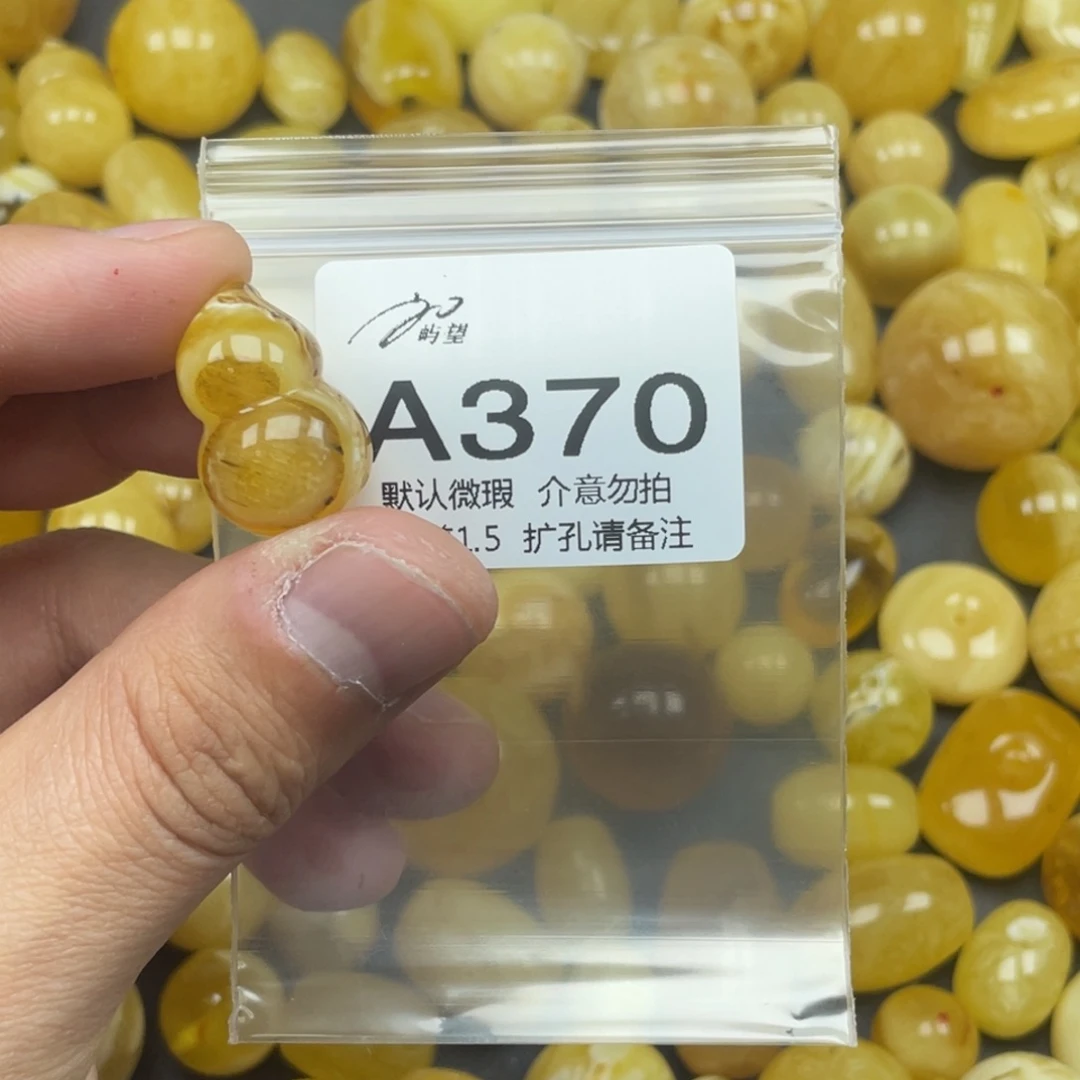 屿望
A370
默认微瑕 介意勿拍
1.5 扩孔请备注